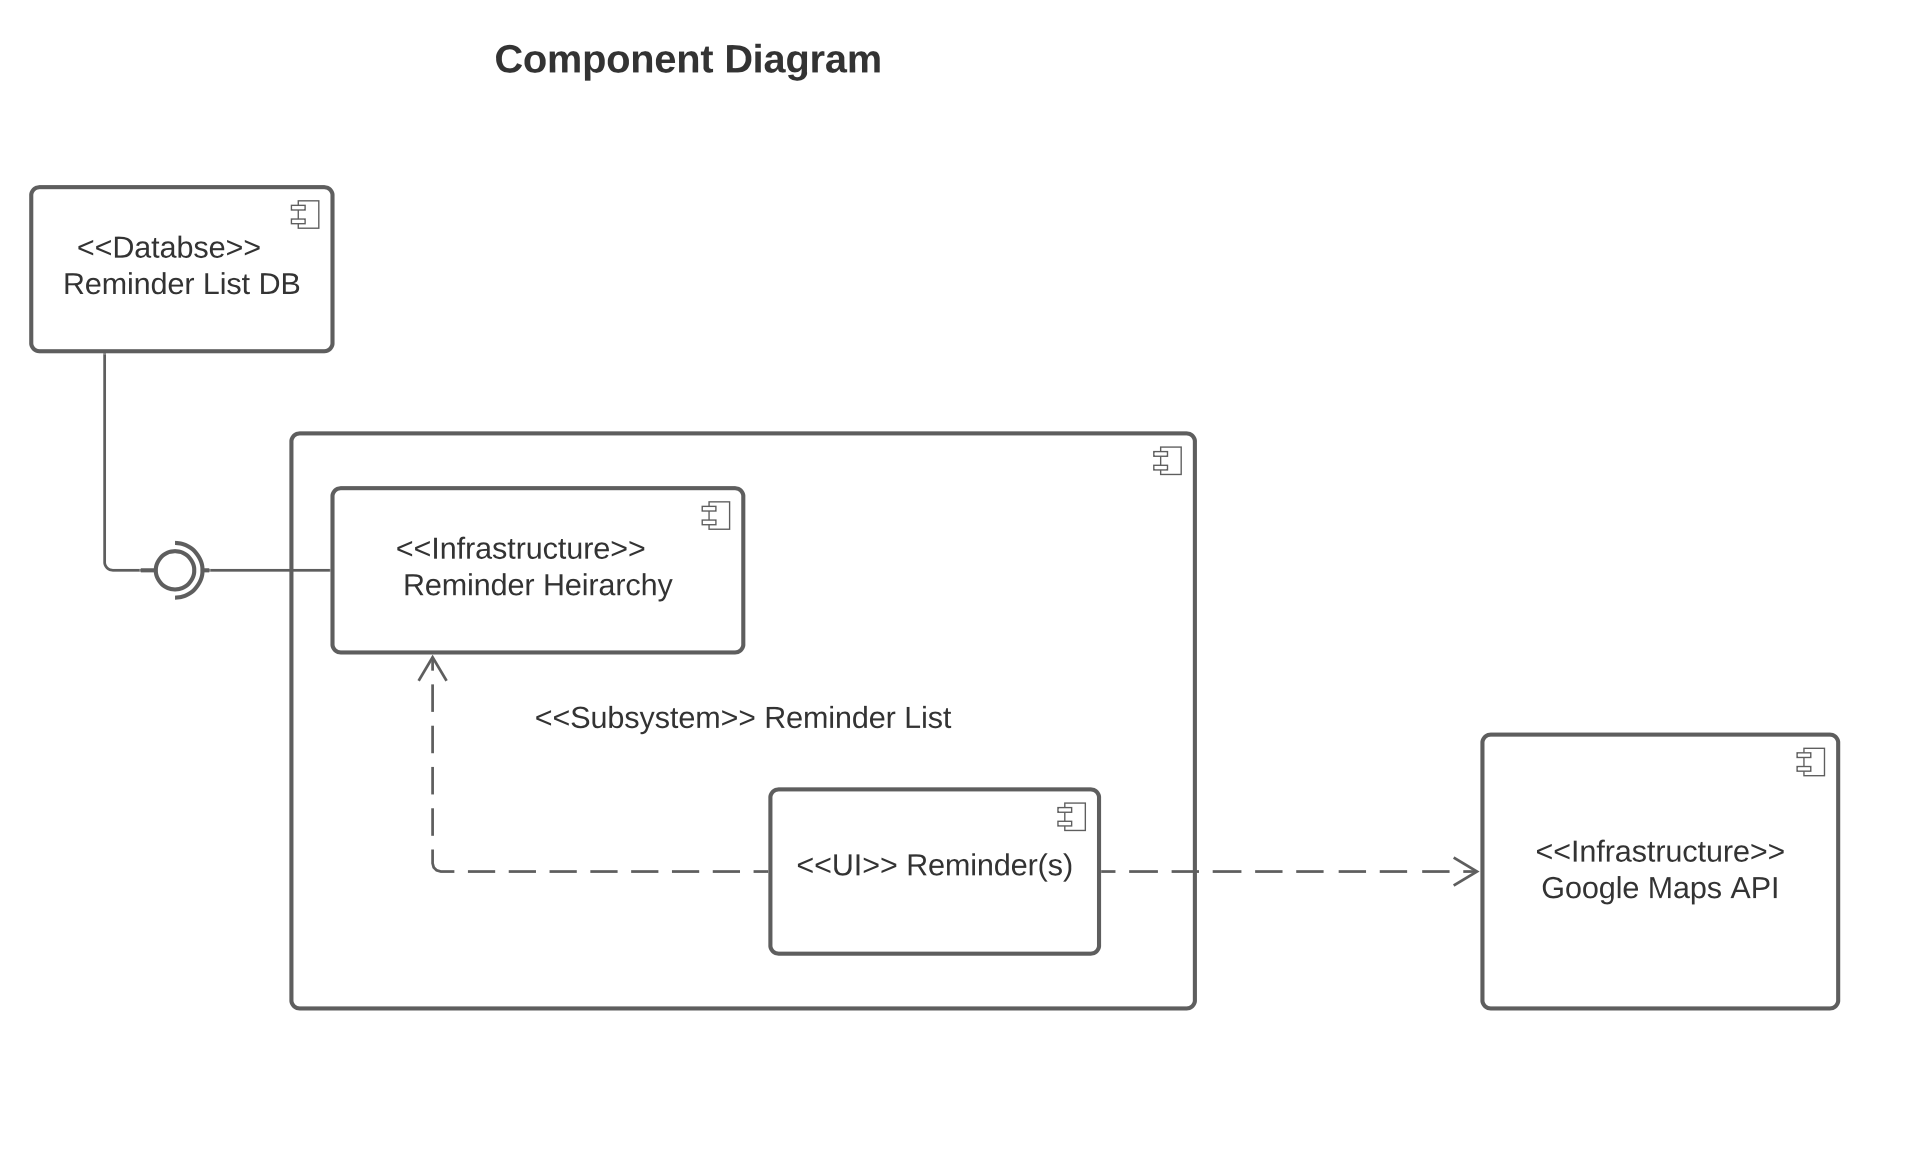 Component Diagram
<<Databse>>
Reminder List DB
<<Infrastructure>>
Reminder Heirarchy
<<Subsystem>> Reminder List
<<UI>> Reminder(s)
<<Infrastructure>>
Google Maps API